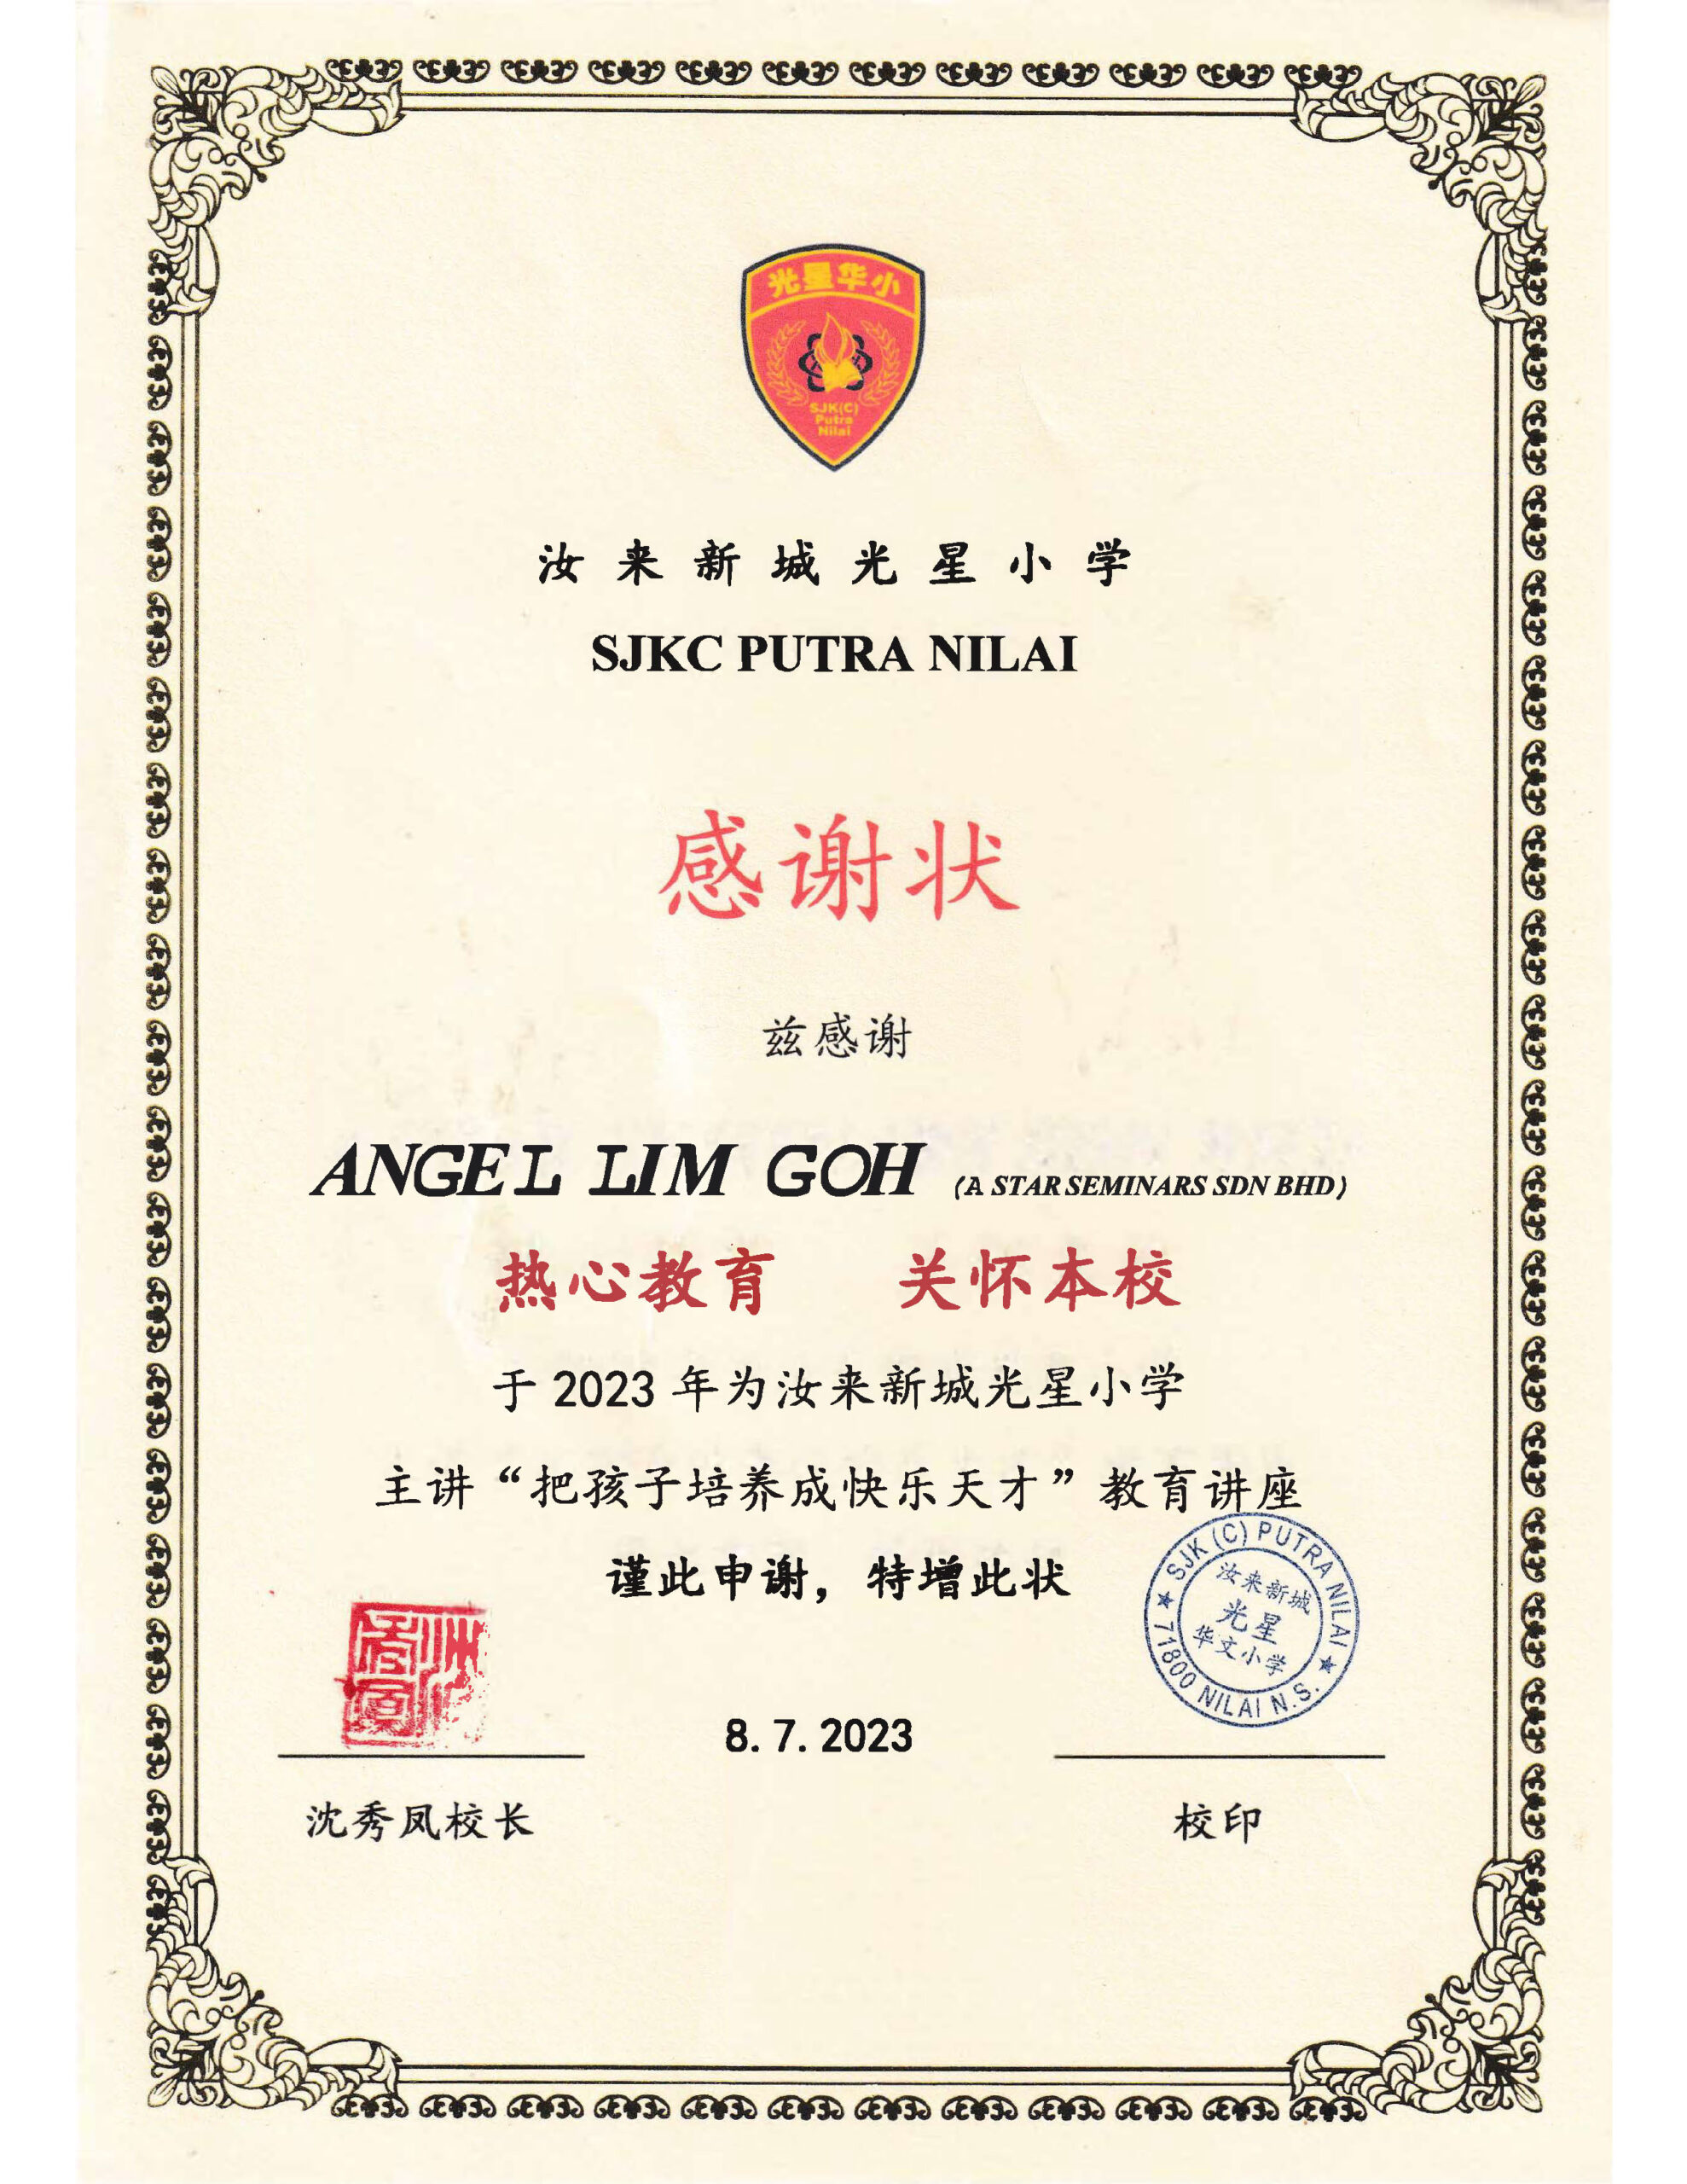 光星华小
SJK(C)
Putra
Nilai
汝来新城光星小学
SJKC PUTRA NILAI
感谢状
兹感谢
ANGEL LIM GOH (A STAR SEMINARS SDN BHD)
热心教育 关怀本校
于 2023 年为汝来新城光星小学
主讲“把孩子培养成快乐天才”教育讲座
谨此申谢，特增此状
SJK (C) PUTRA NILAI
汝来新城
光星
华文小学
71800 NILAI N.S.
8. 7. 2023
沈秀凤校长 校印